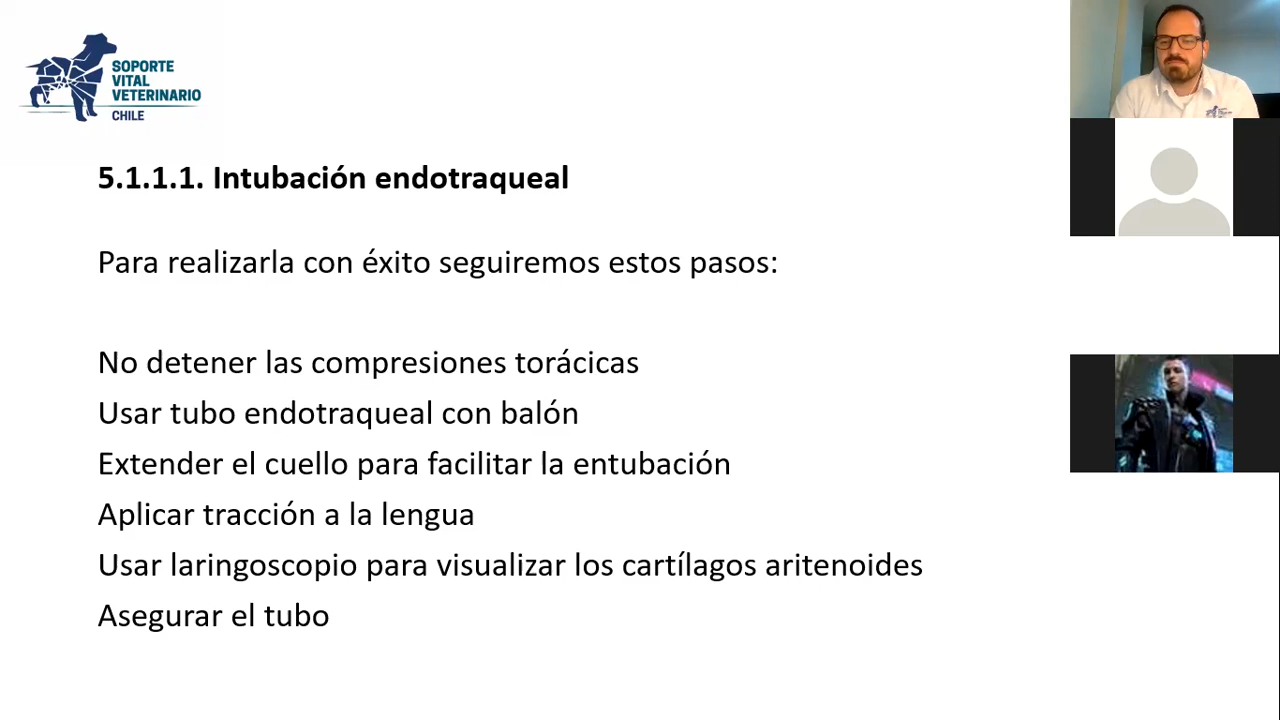 SOPORTE
VITAL
VETERINARIO
CHILE
5.1.1.1. Intubación endotraqueal
Para realizarla con éxito seguiremos estos pasos:
No detener las compresiones torácicas
Usar tubo endotraqueal con balón
Extender el cuello para facilitar la entubación
Aplicar tracción a la lengua
Usar laringoscopio para visualizar los cartílagos aritenoides
Asegurar el tubo